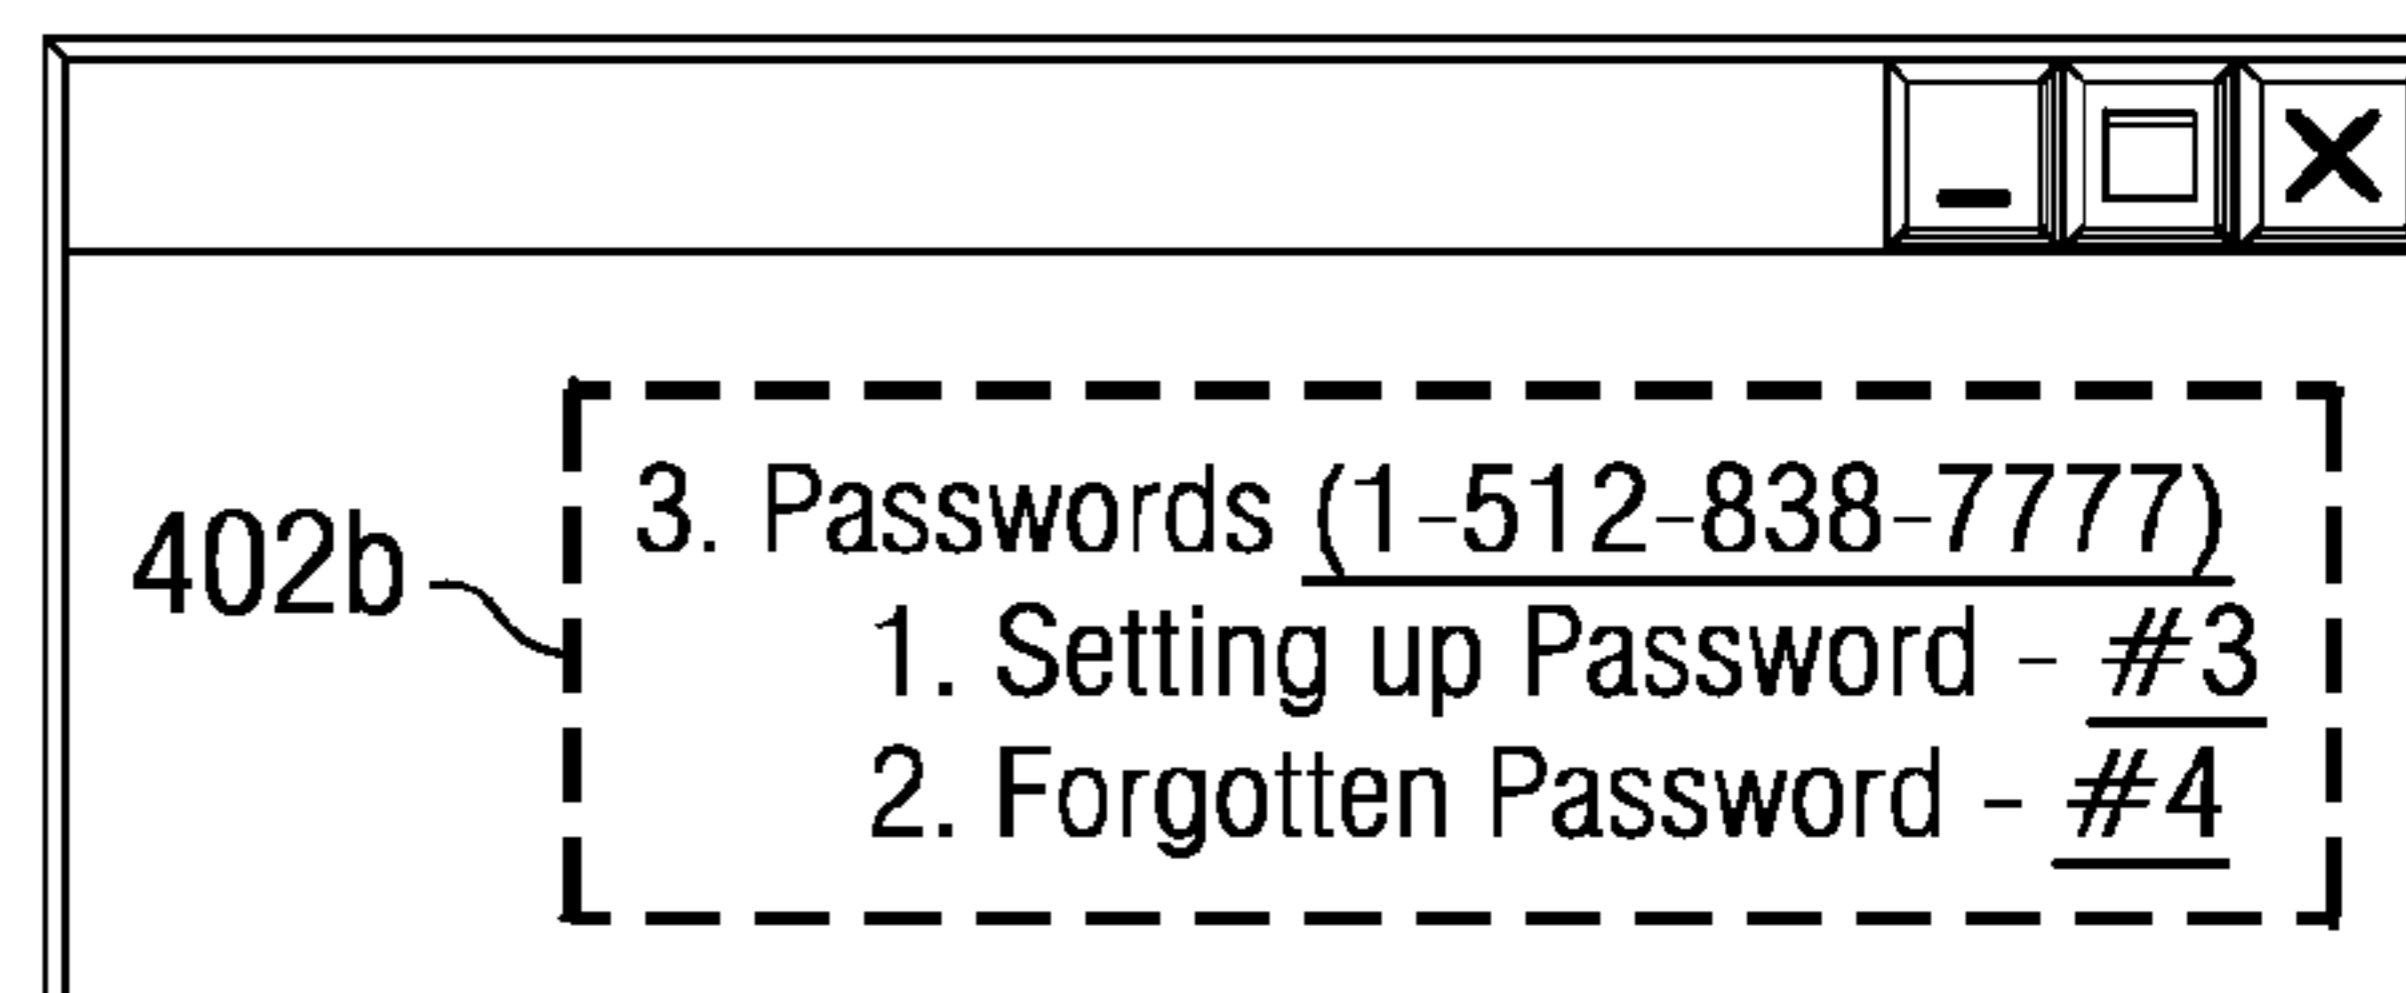 3. Passwords (1-512-838-7777)
402b
1. Setting up Password - #3
2. Forgotten Password - #4